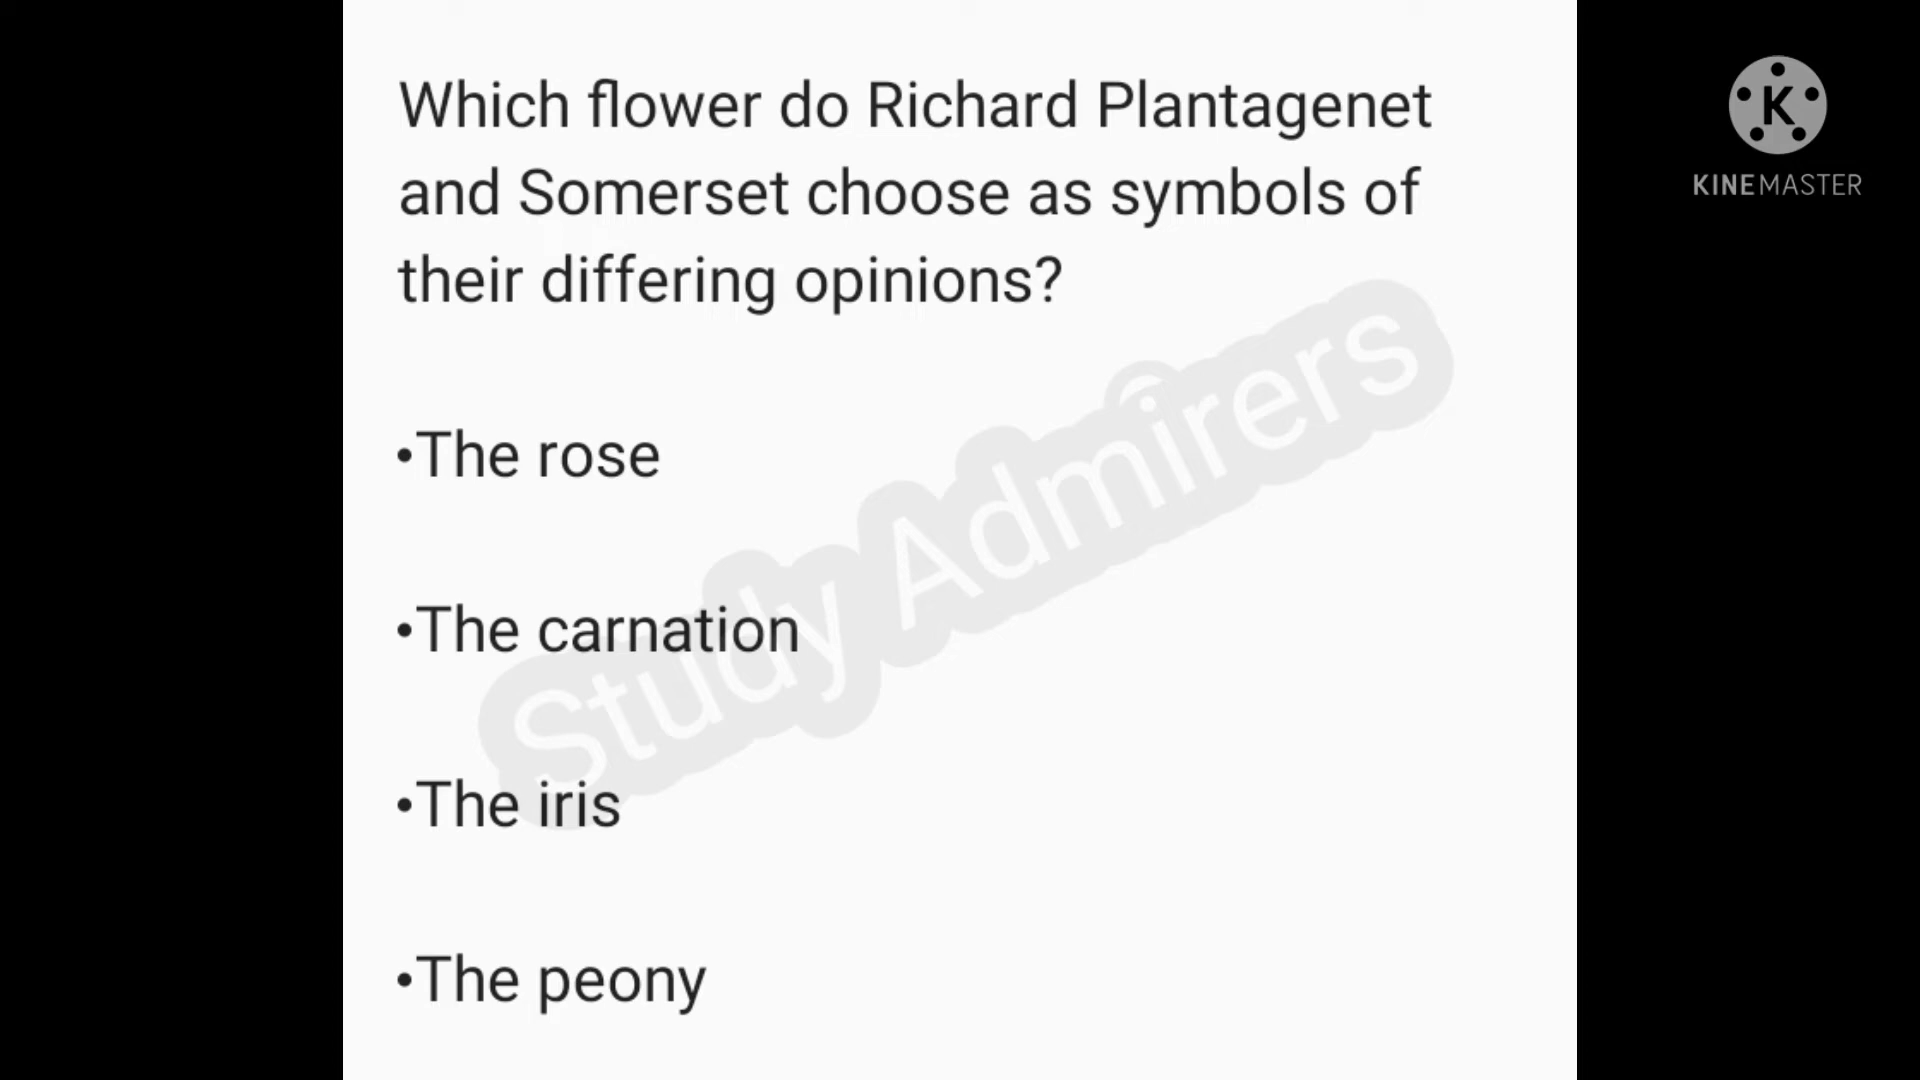 Which flower do Richard Plantagenet
and Somerset choose as symbols of
their differing opinions?
•The rose
•The carnation
•The iris
•The peony
Study Admirers
K
KINEMASTER